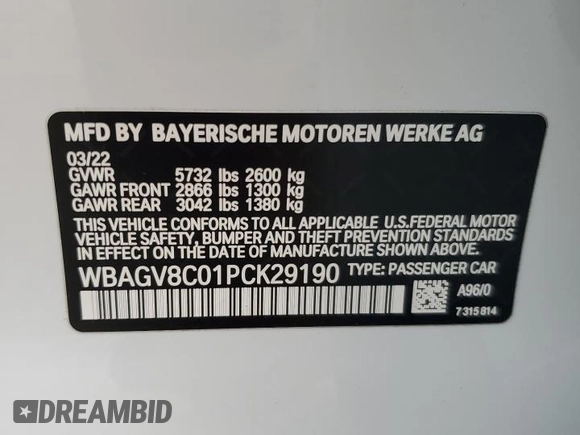 MFD BY BAYERISCHE MOTOREN WERKE AG
03/22
GVWR 5732 lbs 2600 kg
GAWR FRONT 2866 lbs 1300 kg
GAWR REAR 3042 lbs 1380 kg
THIS VEHICLE CONFORMS TO ALL APPLICABLE U.S.FEDERAL MOTOR
VEHICLE SAFETY, BUMPER AND THEFT PREVENTION STANDARDS
IN EFFECT ON THE DATE OF MANUFACTURE SHOWN ABOVE.
WBAGV8C01PCK29190 TYPE: PASSENGER CAR
A96/0
7 315 814
DREAMBID